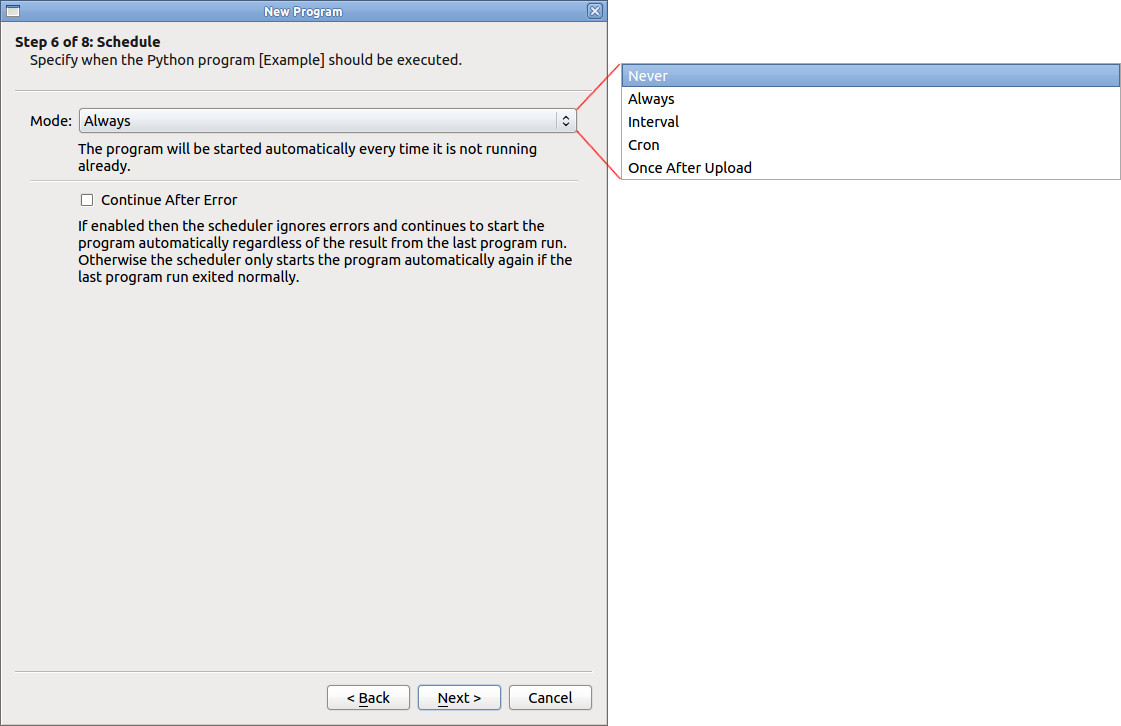 New Program
Step 6 of 8: Schedule
Specify when the Python program [Example] should be executed.
Mode: Always
The program will be started automatically every time it is not running
already.
Continue After Error
If enabled then the scheduler ignores errors and continues to start the
program automatically regardless of the result from the last program run.
Otherwise the scheduler only starts the program automatically again if the
last program run exited normally.
< Back Next > Cancel
Never
Always
Interval
Cron
Once After Upload